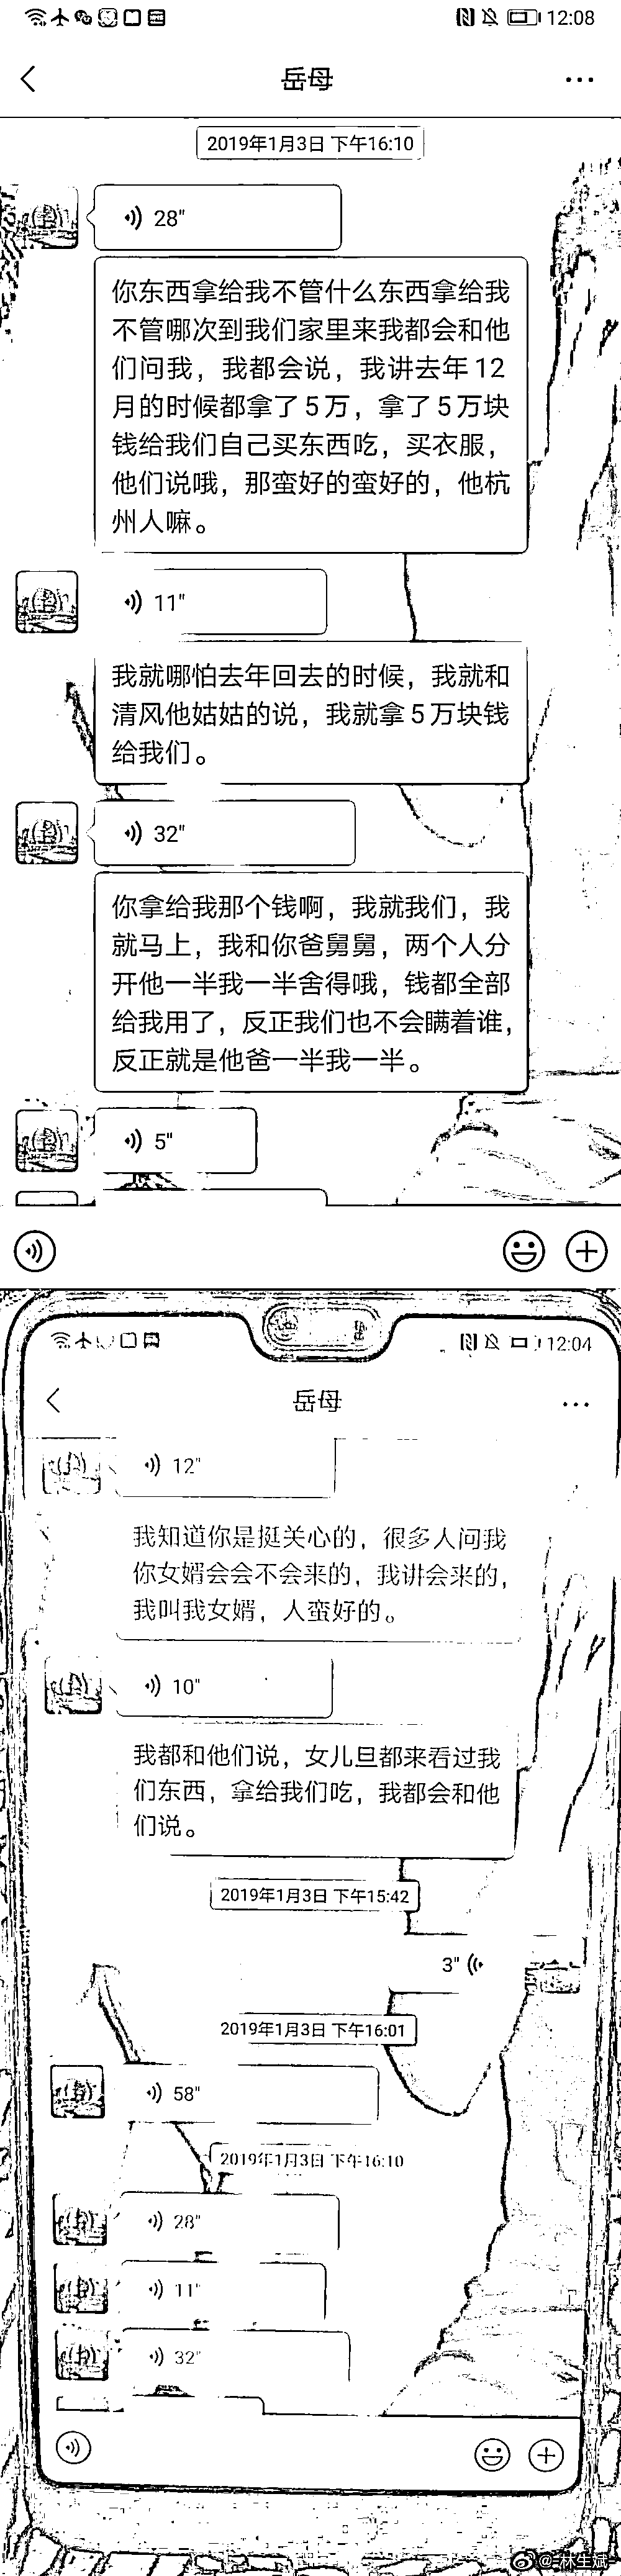 12:08
岳母
2019年1月3日 下午16:10
28"
你东西拿给我不管什么东西拿给我
不管哪次到我们家里来我都会和他
们问我，我都会说，我讲去年12
月的时候都拿了5万，拿了5万块
钱给我们自己买东西吃，买衣服，
他们说哦，那蛮好的蛮好的，他杭
州人嘛。
11"
我就哪怕去年回去的时候，我就和
清风他姑姑的说，我就拿5万块钱
给我们。
32"
你拿给我那个钱啊，我就我们，我
就马上，我和你爸舅舅，两个人分
开他一半我一半舍得哦，钱都全部
给我用了，反正我们也不会瞒着谁，
反正就是他爸一半我一半。
5"
12:04
岳母
12"
我知道你是挺关心的，很多人问我
你女婿会会不会来的，我讲会来的，
我叫我女婿，人蛮好的。
10"
我都和他们说，女儿旦都来看过我
们东西，拿给我们吃，我都会和他
们说。
2019年1月3日 下午15:42
3"
2019年1月3日 下午16:01
58"
2019年1月3日 下午16:10
28"
11"
32"